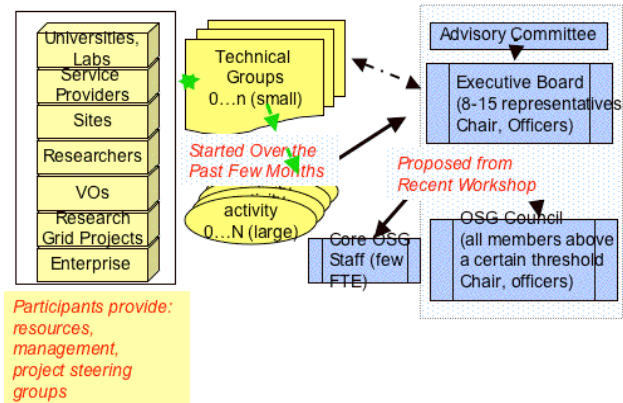 Universities,
Labs
Service
Providers
Sites
Researchers
VOs
Research
Grid Projects
Enterprise
Participants provide:
resources,
management,
project steering
groups
Technical
Groups
0...n (small)
Started Over the
Past Few Months
activity
0...N (large)
Core OSG
Staff (few
FTE)
Advisory Committee
Executive Board
(8-15 representatives
Chair, Officers)
Proposed from
Recent Workshop
OSG Council
(all members above
a certain threshold
Chair, officers)